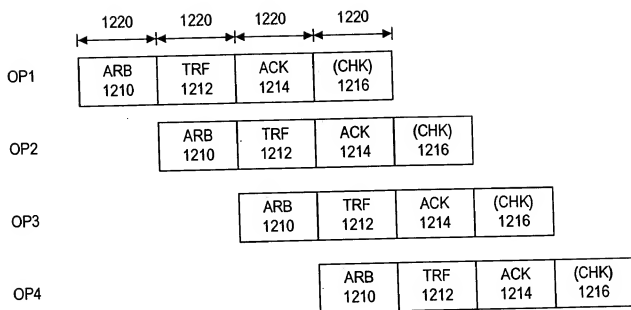 1220 1220 1220 1220
OP1 ARB TRF ACK (CHK)
1210 1212 1214 1216
OP2 ARB TRF ACK (CHK)
1210 1212 1214 1216
OP3 ARB TRF ACK (CHK)
1210 1212 1214 1216
OP4 ARB TRF ACK (CHK)
1210 1212 1214 1216